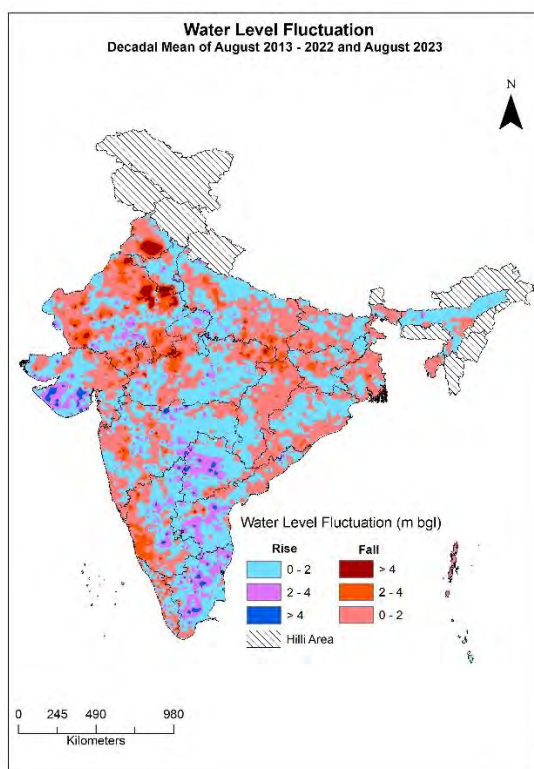 Water Level Fluctuation
Decadal Mean of August 2013 - 2022 and August 2023
N
Water Level Fluctuation (m bgl)
Rise
Fall
0 - 2
> 4
2 - 4
2 - 4
> 4
0 - 2
Hilli Area
0 245 490 980
Kilometers